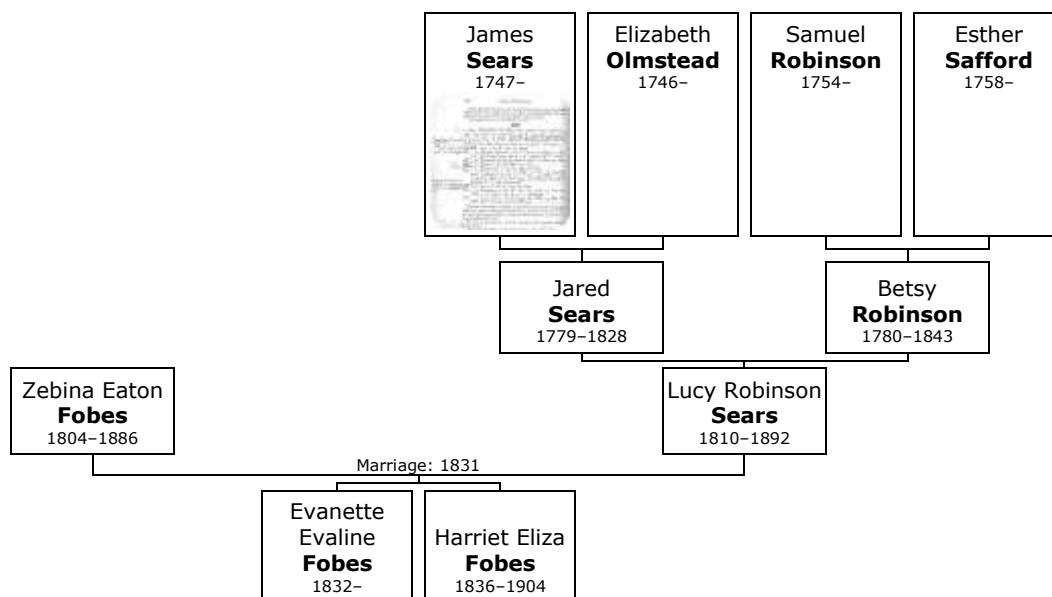 James
Sears
1747–
Elizabeth
Olmstead
1746–
Samuel
Robinson
1754–
Esther
Safford
1758–
Jared
Sears
1779–1828
Betsy
Robinson
1780–1843
Zebina Eaton
Fobes
1804–1886
Lucy Robinson
Sears
1810–1892
Marriage: 1831
Evanette
Evaline
Fobes
1832–
Harriet Eliza
Fobes
1836–1904